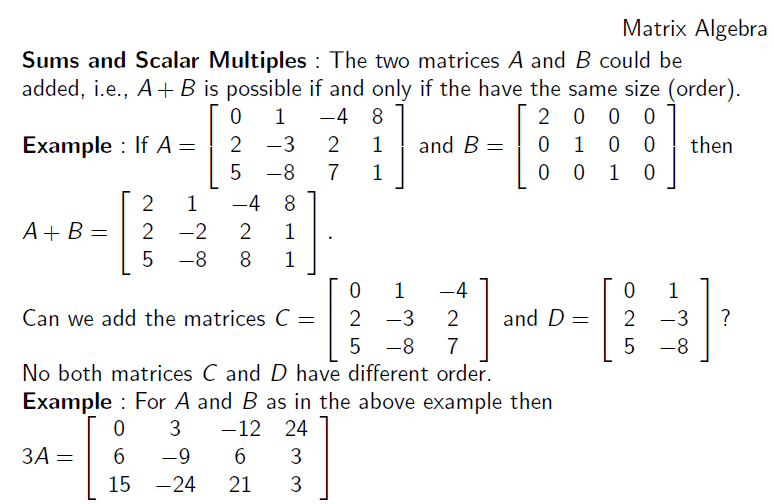 Matrix Algebra
Sums and Scalar Multiples : The two matrices A and B could be
added, i.e., A + B is possible if and only if the have the same size (order).
Example : If A = [ 0 1 −4 8 ; 2 −3 2 1 ; 5 −8 7 1 ] and B = [ 2 0 0 0 ; 0 1 0 0 ; 0 0 1 0 ] then
A + B = [ 2 1 −4 8 ; 2 −2 2 1 ; 5 −8 8 1 ] .
Can we add the matrices C = [ 0 1 −4 ; 2 −3 2 ; 5 −8 7 ] and D = [ 0 1 ; 2 −3 ; 5 −8 ] ?
No both matrices C and D have different order.
Example : For A and B as in the above example then
3A = [ 0 3 −12 24 ; 6 −9 6 3 ; 15 −24 21 3 ]